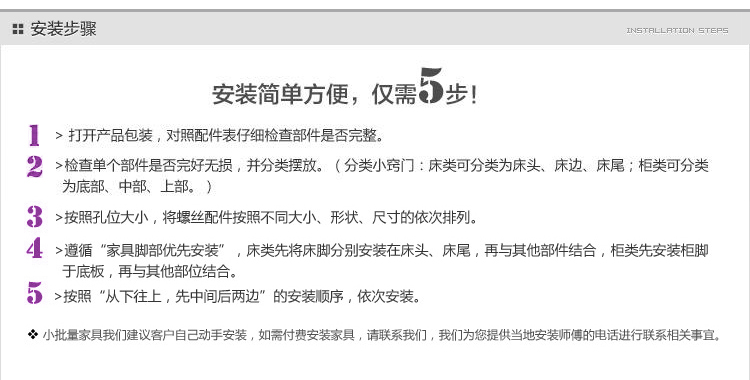 安装步骤
INSTALLATION STEPS
安装简单方便，仅需5步！
1 > 打开产品包装，对照配件表仔细检查部件是否完整。
2 >检查单个部件是否完好无损，并分类摆放。（分类小窍门：床类可分类为床头、床边、床尾；柜类可分类
为底部、中部、上部。）
3 >按照孔位大小，将螺丝配件按照不同大小、形状、尺寸的依次排列。
4 >遵循“家具脚部优先安装”，床类先将床脚分别安装在床头、床尾，再与其他部件结合，柜类先安装柜脚
于底板，再与其他部位结合。
5 >按照“从下往上，先中间后两边”的安装顺序，依次安装。
❖ 小批量家具我们建议客户自己动手安装，如需付费安装家具，请联系我们，我们为您提供当地安装师傅的电话进行联系相关事宜。